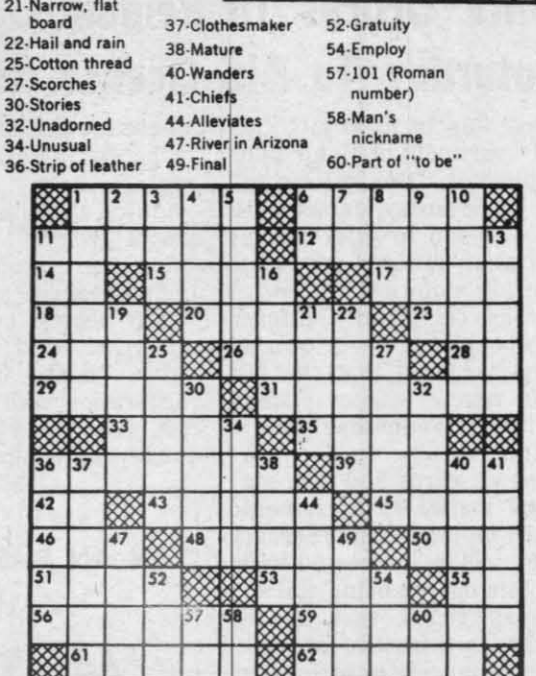 21-Narrow, flat
board
22-Hail and rain
25-Cotton thread
27-Scorches
30-Stories
32-Unadorned
34-Unusual
36-Strip of leather
37-Clothesmaker
38-Mature
40-Wanders
41-Chiefs
44-Alleviates
47-River in Arizona
49-Final
52-Gratuity
54-Employ
57-101 (Roman
number)
58-Man's
nickname
60-Part of "to be"
1 2 3 4 5 6 7 8 9 10
11 12 13
14 15 16 17
18 19 20 21 22 23
24 25 26 27 28
29 30 31 32
33 34 35
36 37 38 39 40 41
42 43 44 45
46 47 48 49 50
51 52 53 54 55
56 57 58 59 60
61 62